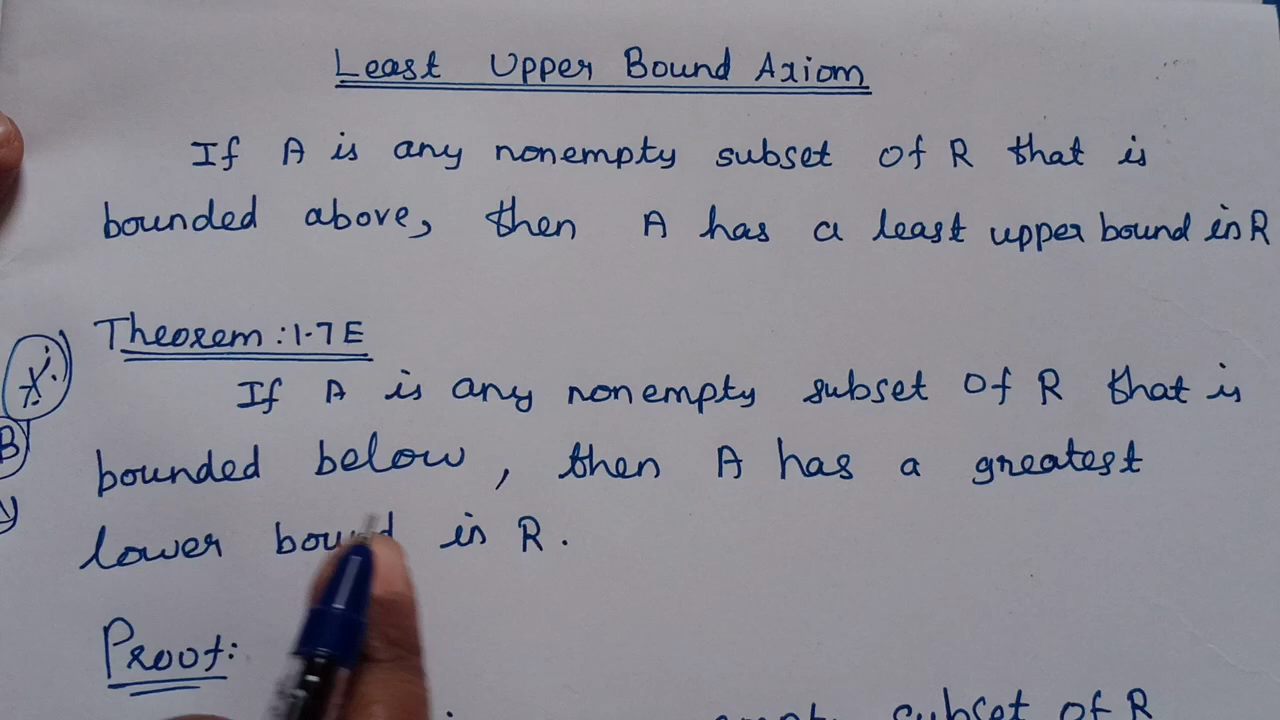 Least Upper Bound Axiom
If A is any nonempty subset of R that is
bounded above, then A has a least upper bound in R
Theorem: 1.7E
If A is any nonempty subset of R that is
bounded below, then A has a greatest
lower bound in R.
Proof:
subset of R